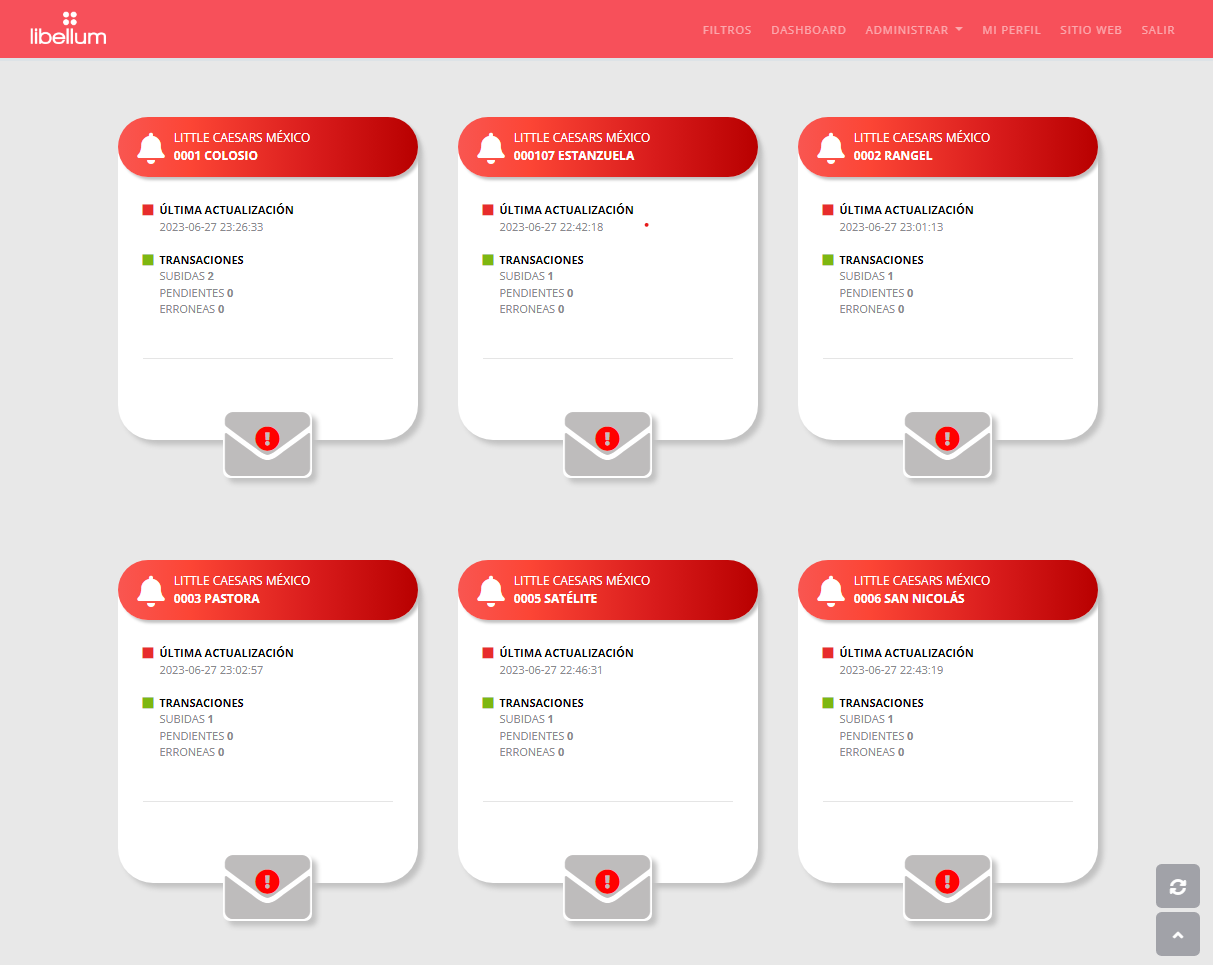 libellum
FILTROS DASHBOARD ADMINISTRAR MI PERFIL SITIO WEB SALIR
LITTLE CAESARS MÉXICO
0001 COLOSIO
ÚLTIMA ACTUALIZACIÓN
2023-06-27 23:26:33
TRANSACIONES
SUBIDAS 2
PENDIENTES 0
ERRONEAS 0
LITTLE CAESARS MÉXICO
000107 ESTANZUELA
ÚLTIMA ACTUALIZACIÓN
2023-06-27 22:42:18
TRANSACIONES
SUBIDAS 1
PENDIENTES 0
ERRONEAS 0
LITTLE CAESARS MÉXICO
0002 RANGEL
ÚLTIMA ACTUALIZACIÓN
2023-06-27 23:01:13
TRANSACIONES
SUBIDAS 1
PENDIENTES 0
ERRONEAS 0
LITTLE CAESARS MÉXICO
0003 PASTORA
ÚLTIMA ACTUALIZACIÓN
2023-06-27 23:02:57
TRANSACIONES
SUBIDAS 1
PENDIENTES 0
ERRONEAS 0
LITTLE CAESARS MÉXICO
0005 SATÉLITE
ÚLTIMA ACTUALIZACIÓN
2023-06-27 22:46:31
TRANSACIONES
SUBIDAS 1
PENDIENTES 0
ERRONEAS 0
LITTLE CAESARS MÉXICO
0006 SAN NICOLÁS
ÚLTIMA ACTUALIZACIÓN
2023-06-27 22:43:19
TRANSACIONES
SUBIDAS 1
PENDIENTES 0
ERRONEAS 0